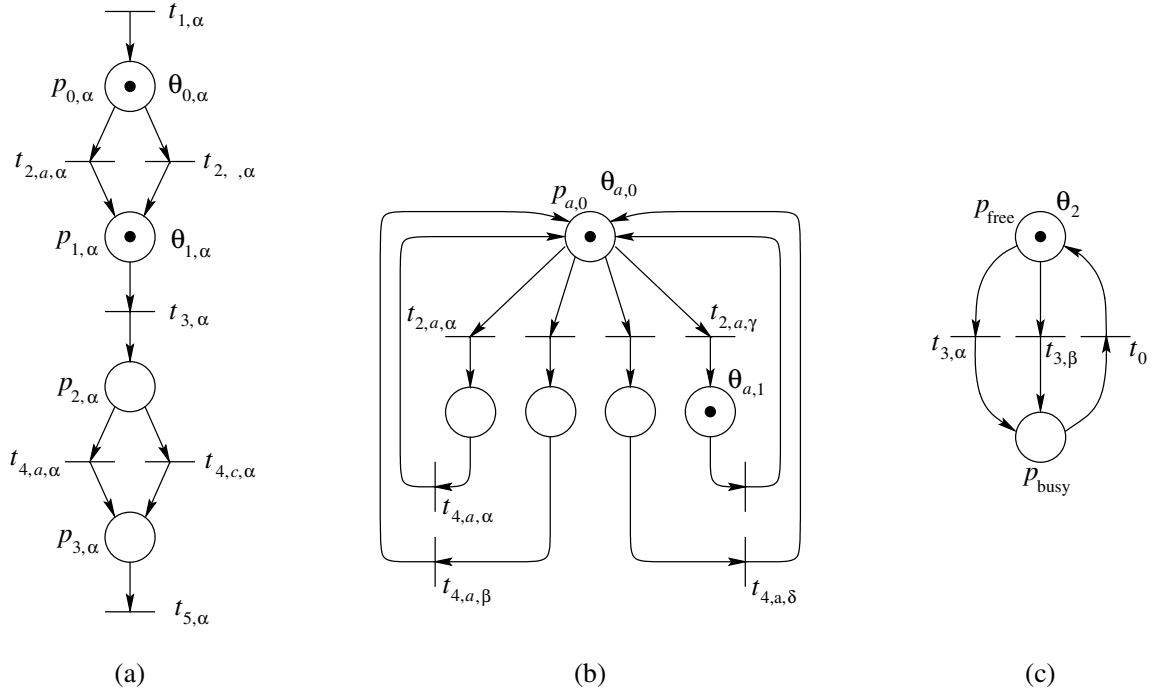 t1,α
p0,α θ0,α
t2,a,α t2, ,α
p1,α θ1,α
t3,α
p2,α
t4,a,α t4,c,α
p3,α
t5,α
(a)
pa,0 θa,0
t2,a,α t2,a,γ
θa,1
t4,a,α
t4,a,β t4,a,δ
(b)
pfree θ2
t3,α t3,β t0
pbusy
(c)